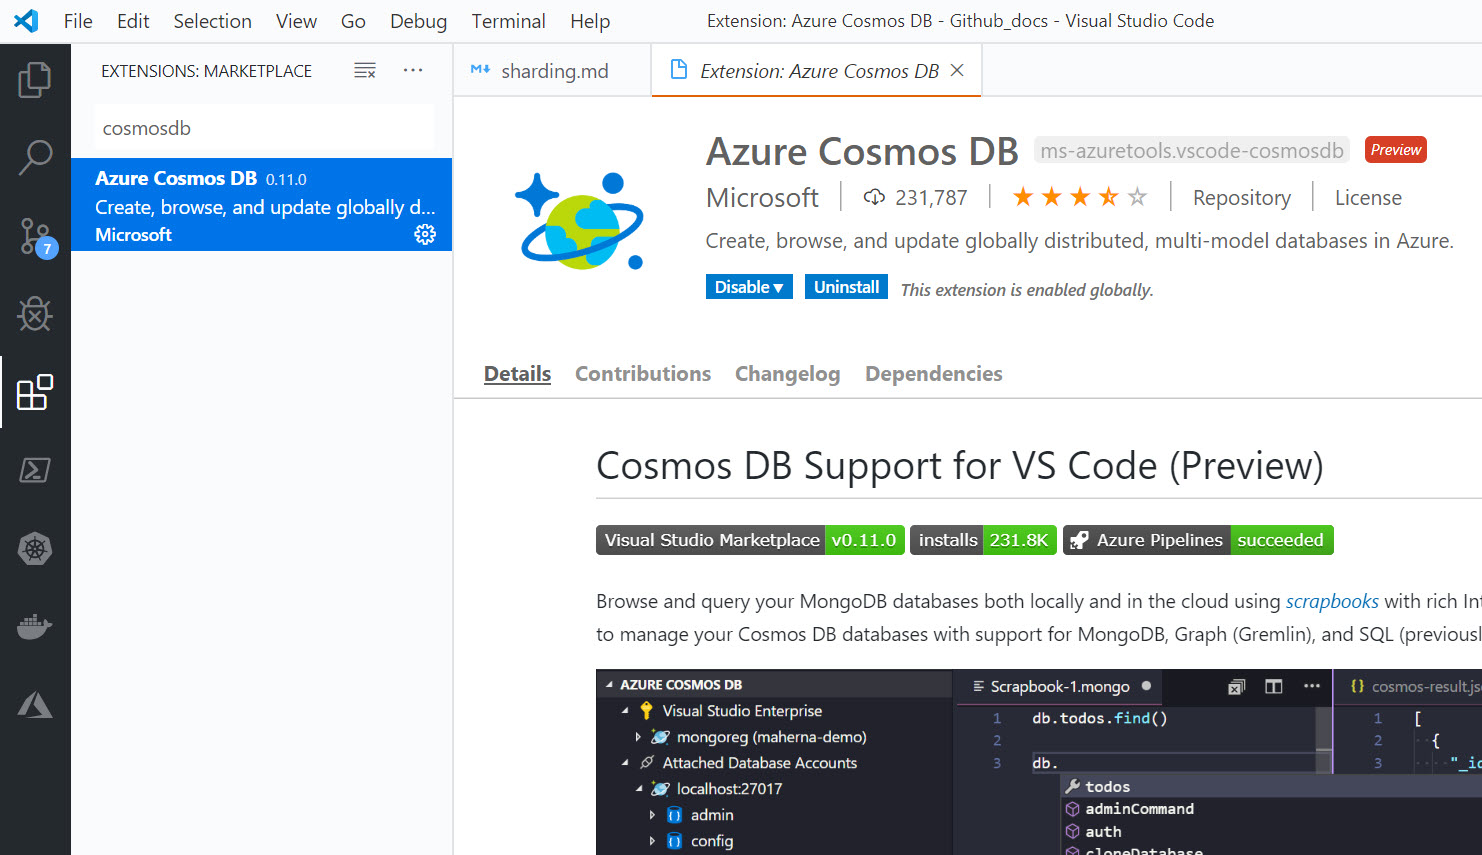 File Edit Selection View Go Debug Terminal Help Extension: Azure Cosmos DB - Github_docs - Visual Studio Code
EXTENSIONS: MARKETPLACE
cosmosdb
Azure Cosmos DB 0.11.0
Create, browse, and update globally d...
Microsoft
7
sharding.md
Extension: Azure Cosmos DB
Azure Cosmos DB ms-azuretools.vscode-cosmosdb Preview
Microsoft 231,787 Repository License
Create, browse, and update globally distributed, multi-model databases in Azure.
Disable Uninstall This extension is enabled globally.
Details Contributions Changelog Dependencies
Cosmos DB Support for VS Code (Preview)
Visual Studio Marketplace v0.11.0 installs 231.8K Azure Pipelines succeeded
Browse and query your MongoDB databases both locally and in the cloud using scrapbooks with rich Int
to manage your Cosmos DB databases with support for MongoDB, Graph (Gremlin), and SQL (previousl
AZURE COSMOS DB
Visual Studio Enterprise
mongoreg (maherna-demo)
Attached Database Accounts
localhost:27017
admin
config
Scrapbook-1.mongo
1 db.todos.find()
2
3 db.
todos
adminCommand
auth
cloneDatabase
{} cosmos-result.js
1 [
2 {
3 "_i